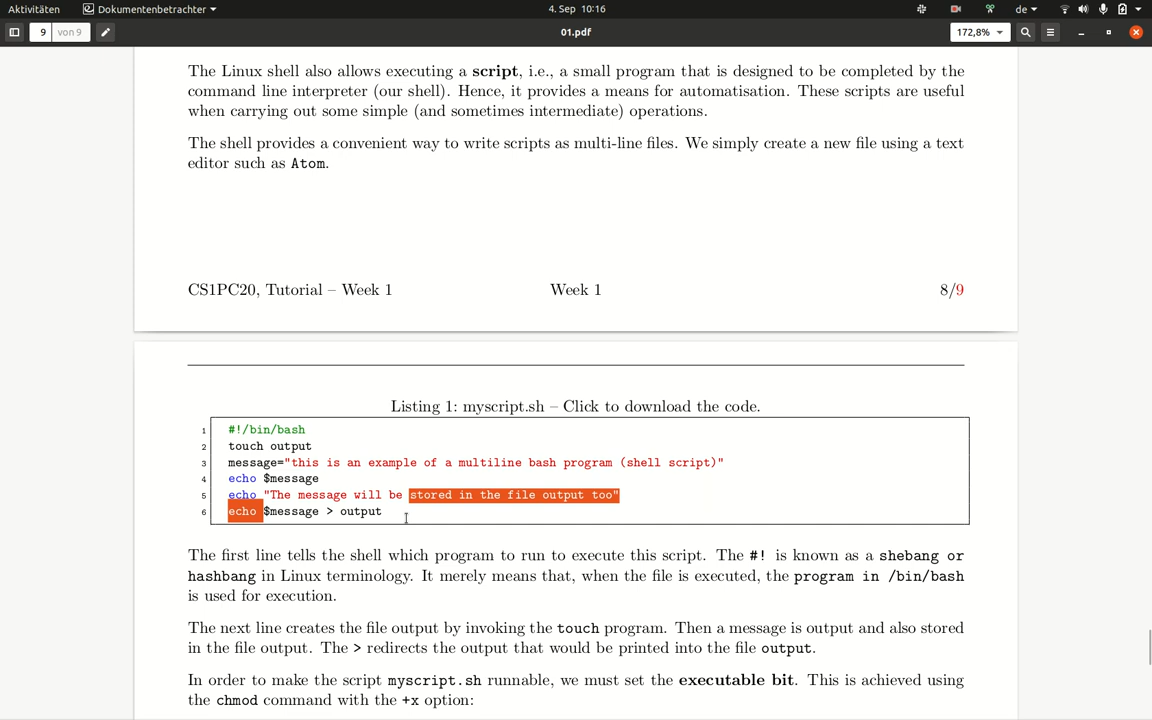 Aktivitäten Dokumentenbetrachter 4. Sep 10:16 de
9 von 9 01.pdf 172,8%
The Linux shell also allows executing a script, i.e., a small program that is designed to be completed by the
command line interpreter (our shell). Hence, it provides a means for automatisation. These scripts are useful
when carrying out some simple (and sometimes intermediate) operations.
The shell provides a convenient way to write scripts as multi-line files. We simply create a new file using a text
editor such as Atom.
CS1PC20, Tutorial – Week 1 Week 1 8/9
Listing 1: myscript.sh – Click to download the code.
1 #!/bin/bash
2 touch output
3 message="this is an example of a multiline bash program (shell script)"
4 echo $message
5 echo "The message will be stored in the file output too"
6 echo $message > output
The first line tells the shell which program to run to execute this script. The #! is known as a shebang or
hashbang in Linux terminology. It merely means that, when the file is executed, the program in /bin/bash
is used for execution.
The next line creates the file output by invoking the touch program. Then a message is output and also stored
in the file output. The > redirects the output that would be printed into the file output.
In order to make the script myscript.sh runnable, we must set the executable bit. This is achieved using
the chmod command with the +x option: